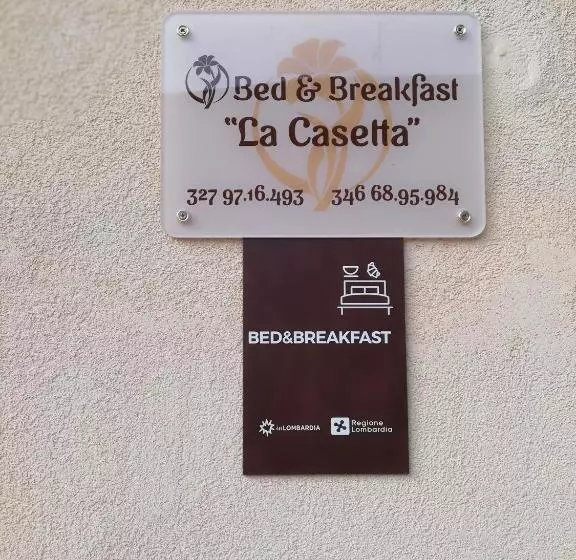 Bed & Breakfast
"La Casetta"
327 97.16.493 346 68.95.984
BED&BREAKFAST
inLOMBARDIA Regione
Lombardia